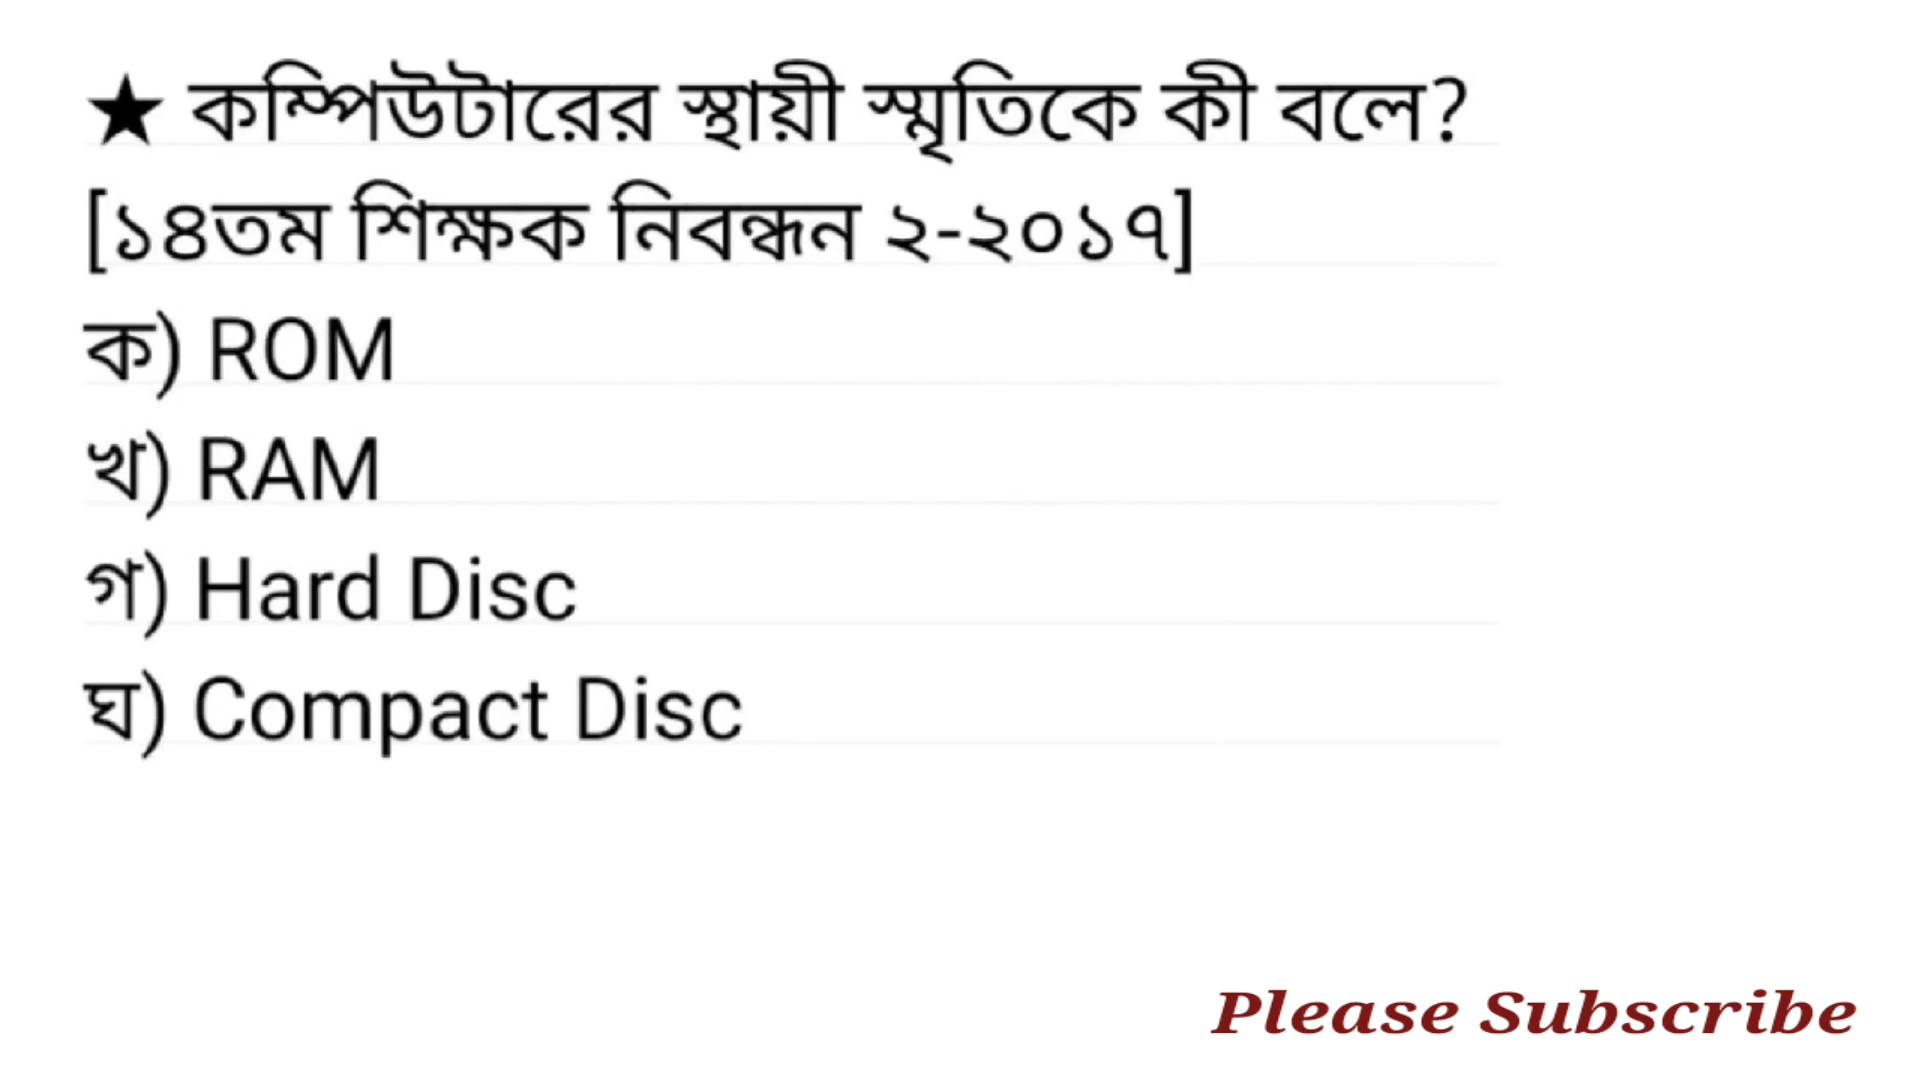 ★ কম্পিউটারের স্থায়ী স্মৃতিকে কী বলে?
[১৪তম শিক্ষক নিবন্ধন ২-২০১৭]
ক) ROM
খ) RAM
গ) Hard Disc
ঘ) Compact Disc
Please Subscribe